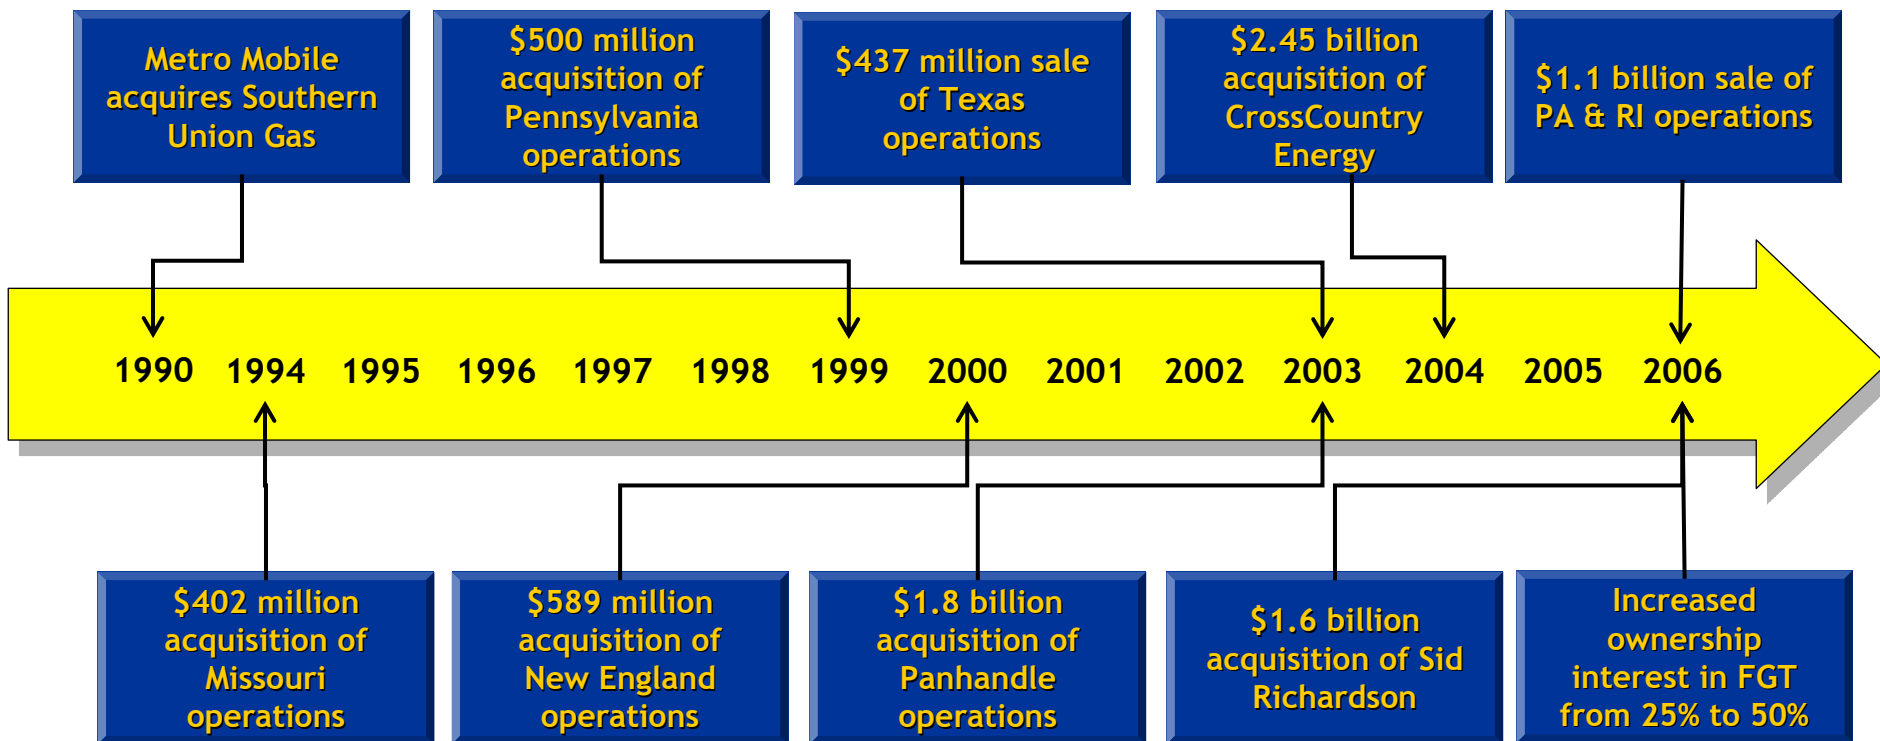 Metro Mobile
acquires Southern
Union Gas
$500 million
acquisition of
Pennsylvania
operations
$437 million sale
of Texas
operations
$2.45 billion
acquisition of
CrossCountry
Energy
$1.1 billion sale of
PA & RI operations
1990 1994 1995 1996 1997 1998 1999 2000 2001 2002 2003 2004 2005 2006
$402 million
acquisition of
Missouri
operations
$589 million
acquisition of
New England
operations
$1.8 billion
acquisition of
Panhandle
operations
$1.6 billion
acquisition of Sid
Richardson
Increased
ownership
interest in FGT
from 25% to 50%